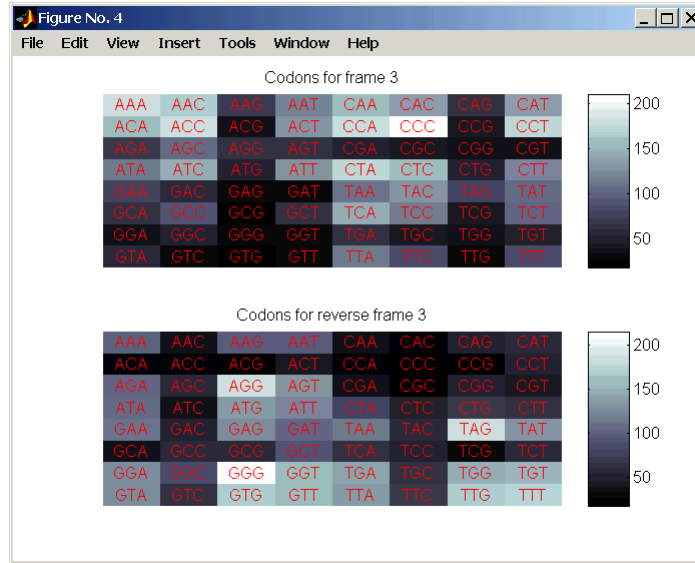 Figure No. 4
File Edit View Insert Tools Window Help
Codons for frame 3
AAA AAC AAG AAT CAA CAC CAG CAT
ACA ACC ACG ACT CCA CCC CCG CCT
AGA AGC AGG AGT CGA CGC CGG CGT
ATA ATC ATG ATT CTA CTC CTG CTT
GAA GAC GAG GAT TAA TAC TAG TAT
GCA GCC GCG GCT TCA TCC TCG TCT
GGA GGC GGG GGT TGA TGC TGG TGT
GTA GTC GTG GTT TTA TTC TTG TTT
200
150
100
50
Codons for reverse frame 3
AAA AAC AAG AAT CAA CAC CAG CAT
ACA ACC ACG ACT CCA CCC CCG CCT
AGA AGC AGG AGT CGA CGC CGG CGT
ATA ATC ATG ATT CTA CTC CTG CTT
GAA GAC GAG GAT TAA TAC TAG TAT
GCA GCC GCG GCT TCA TCC TCG TCT
GGA GGC GGG GGT TGA TGC TGG TGT
GTA GTC GTG GTT TTA TTC TTG TTT
200
150
100
50